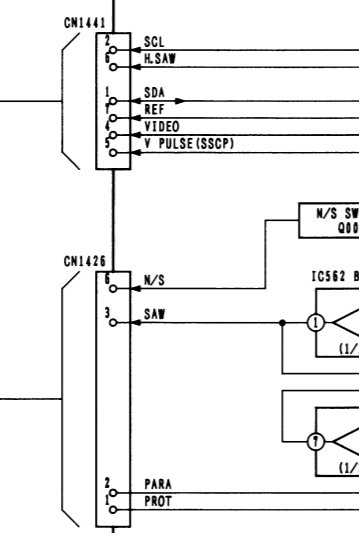 CN1441
2 SCL
6 H.SAW
1 SDA
7 REF
4 VIDEO
5 V PULSE(SSCP)
N/S SW
Q00
CN1426
6 N/S
IC562 B
3 SAW
1
(1/
7
(1/
2 PARA
1 PROT